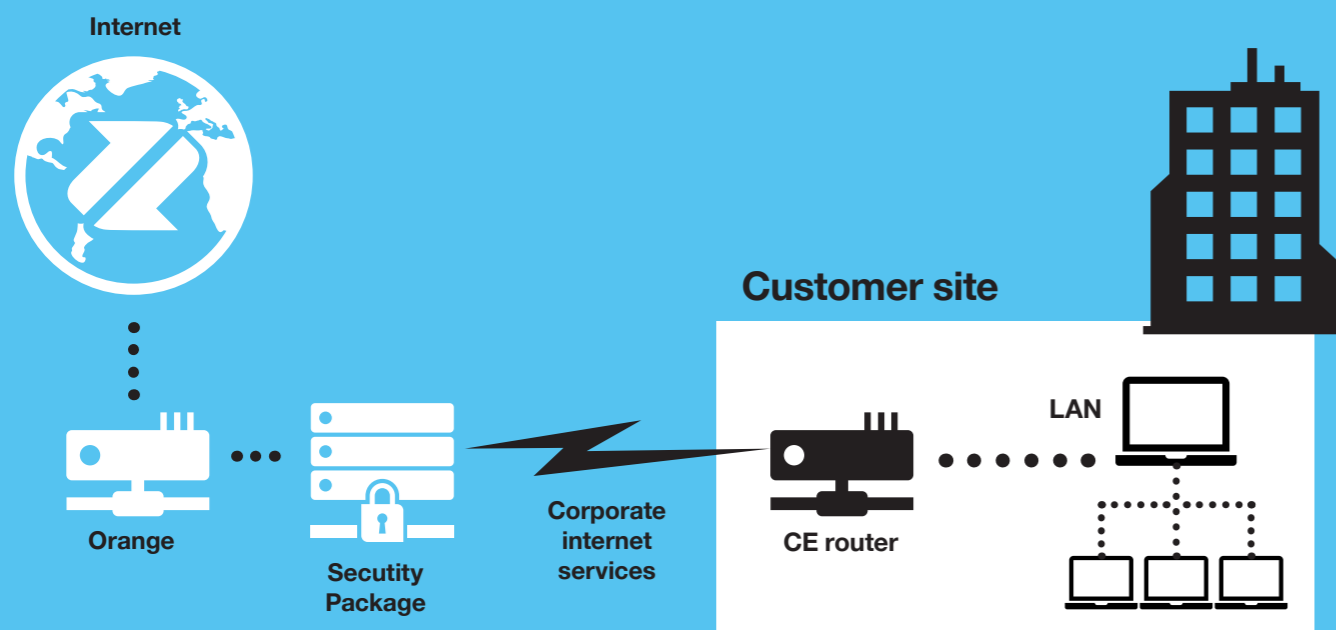 Internet
Customer site
LAN
Orange
Secutity
Package
Corporate
internet
services
CE router